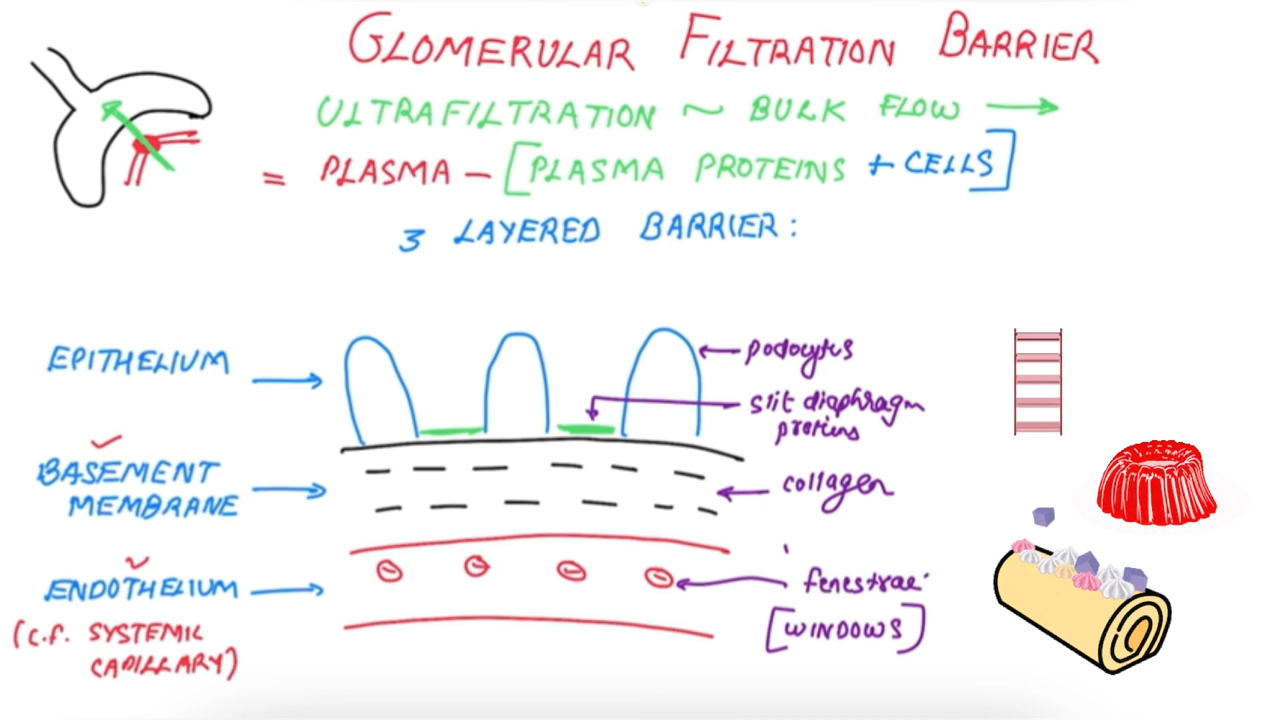 GLOMERULAR FILTRATION BARRIER
ULTRAFILTRATION ~ BULK FLOW →
= PLASMA - [PLASMA PROTEINS + CELLS]
3 LAYERED BARRIER:
EPITHELIUM →
← podocytes
slit diaphragm
proteins
BASEMENT
MEMBRANE →
← collagen
ENDOTHELIUM →
← fenestrae
[WINDOWS]
(c.f. SYSTEMIC
CAPILLARY)